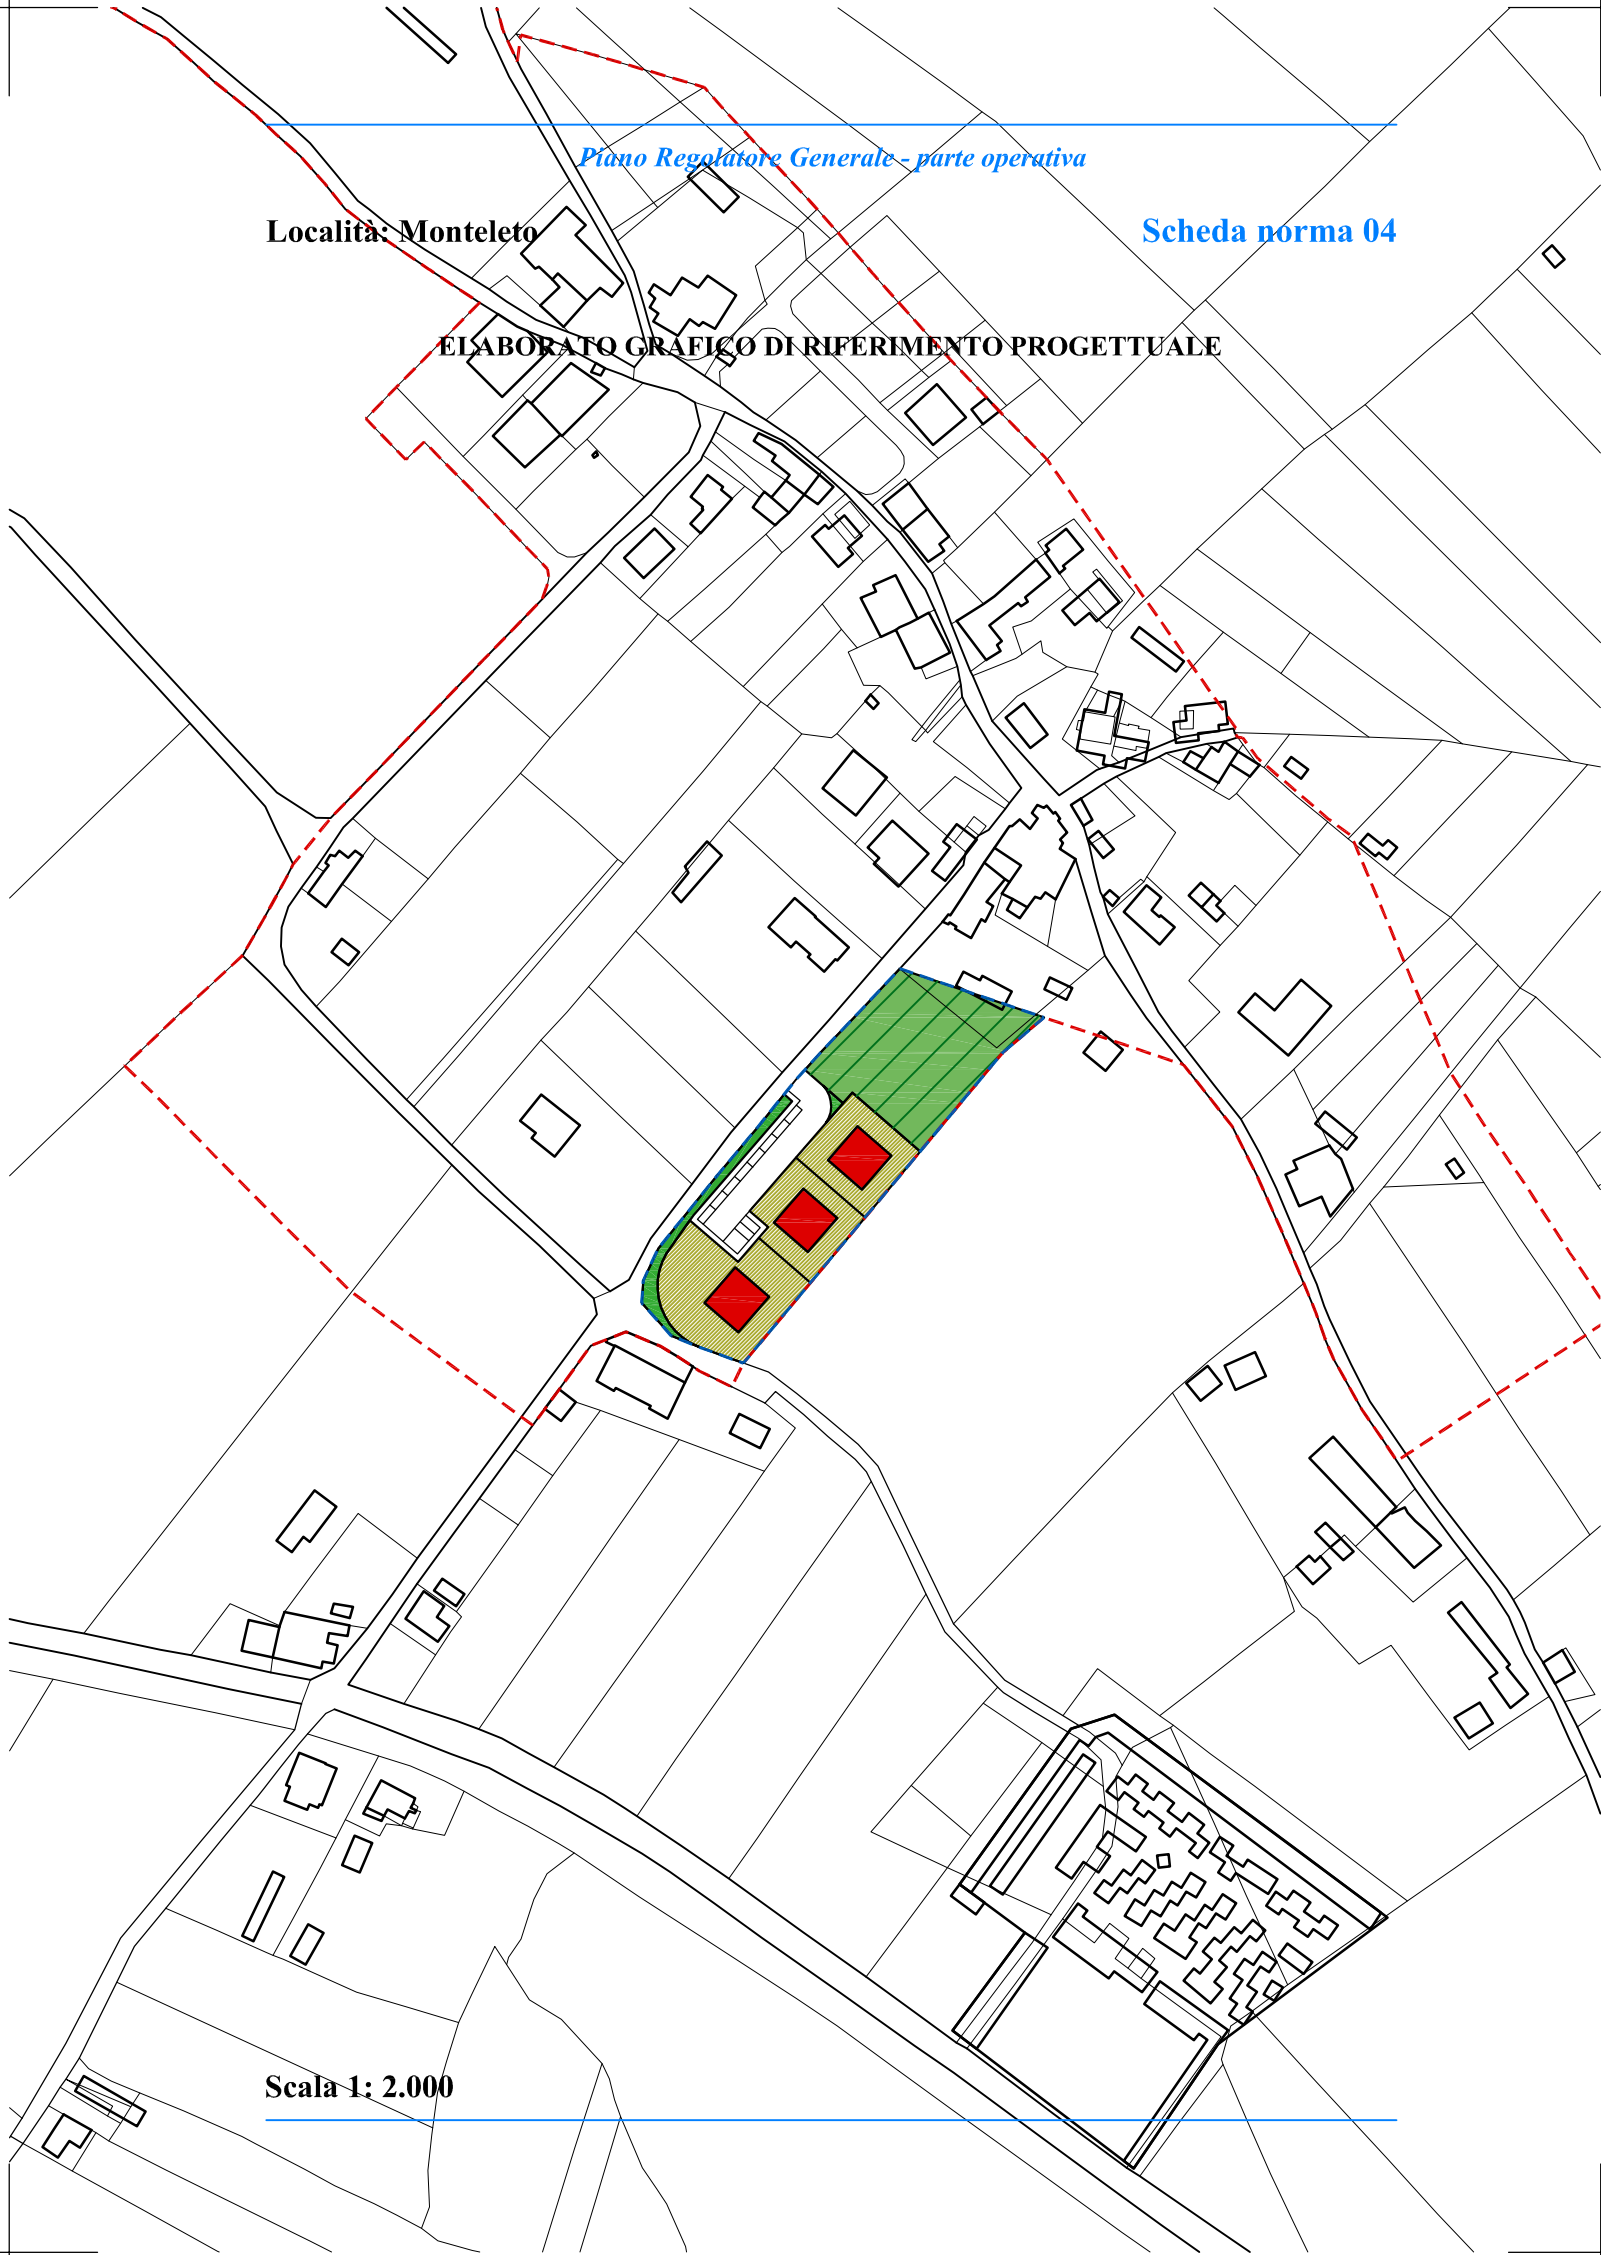 Piano Regolatore Generale - parte operativa
Località: Monteleto
Scheda norma 04
ELABORATO GRAFICO DI RIFERIMENTO PROGETTUALE
Scala 1: 2.000